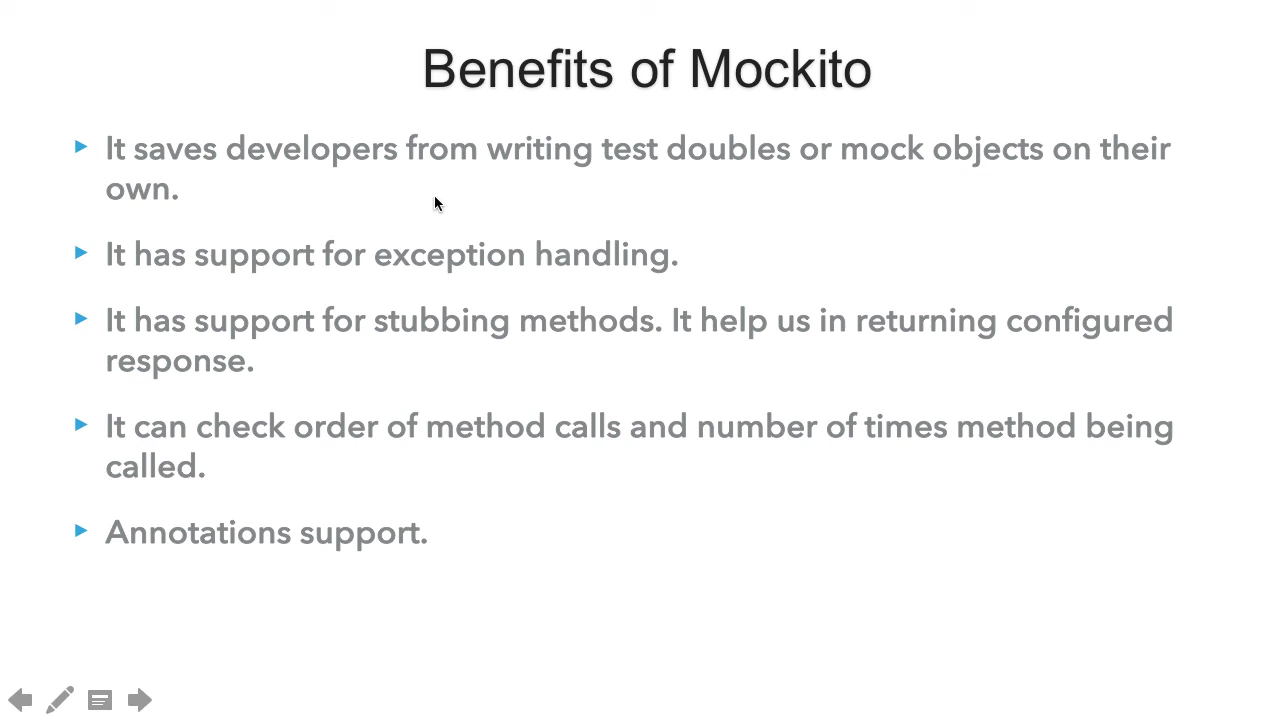 Benefits of Mockito
It saves developers from writing test doubles or mock objects on their
own.
It has support for exception handling.
It has support for stubbing methods. It help us in returning configured
response.
It can check order of method calls and number of times method being
called.
Annotations support.